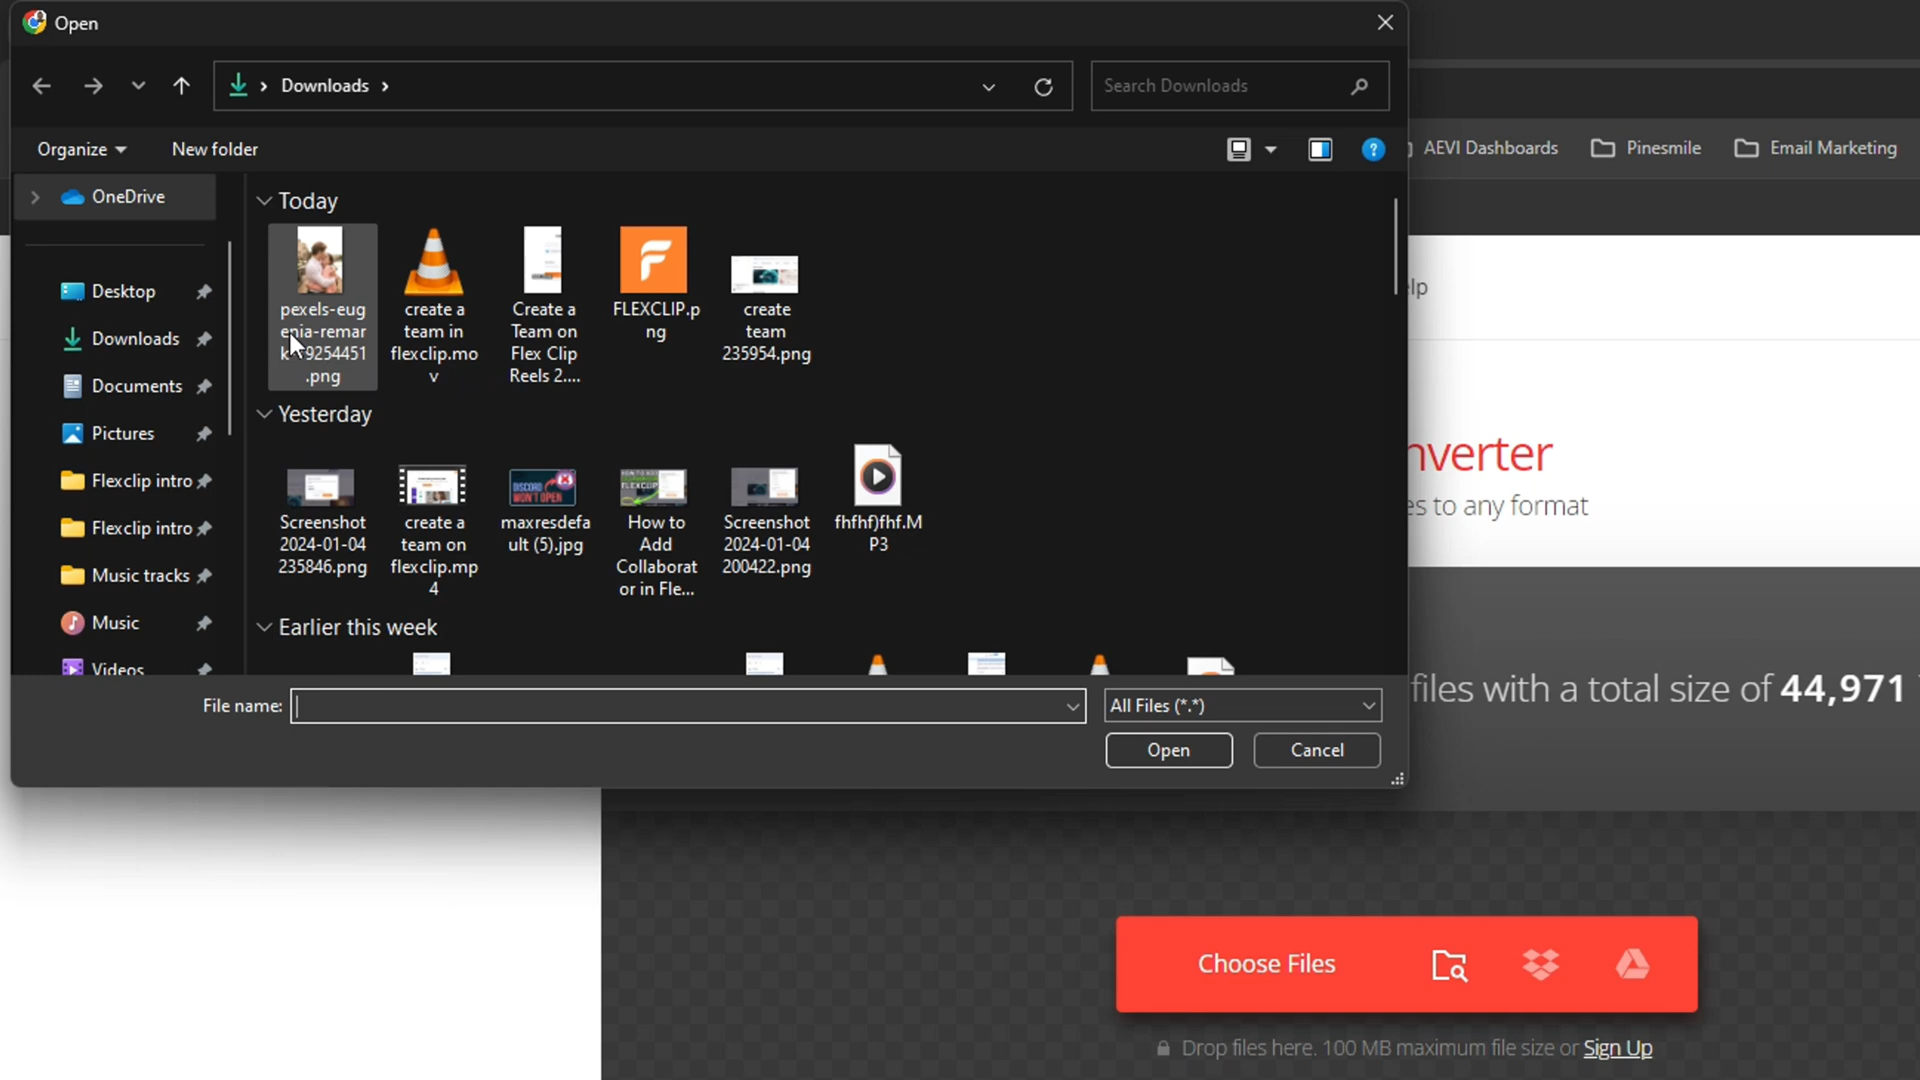 Open
Downloads
Search Downloads
Organize
New folder
AEVI Dashboards
Pinesmile
Email Marketing
OneDrive
Desktop
Downloads
Documents
Pictures
Flexclip intro
Flexclip intro
Music tracks
Music
Videos
Today
pexels-eug
enia-remar
9254451
.png
create a
team in
flexclip.mo
v
Create a
Team on
Flex Clip
Reels 2....
FLEXCLIP.p
ng
create
team
235954.png
Yesterday
Screenshot
2024-01-04
235846.png
create a
team on
flexclip.mp
4
DISCORD
WON'T OPEN
maxresdefa
ult (5).jpg
How to
Add
Collaborat
or in Fle...
Screenshot
2024-01-04
200422.png
fhfhf)fhf.M
P3
Earlier this week
File name:
All Files (*.*)
Open
Cancel
lp
nverter
es to any format
files with a total size of 44,971
Choose Files
Drop files here. 100 MB maximum file size or Sign Up